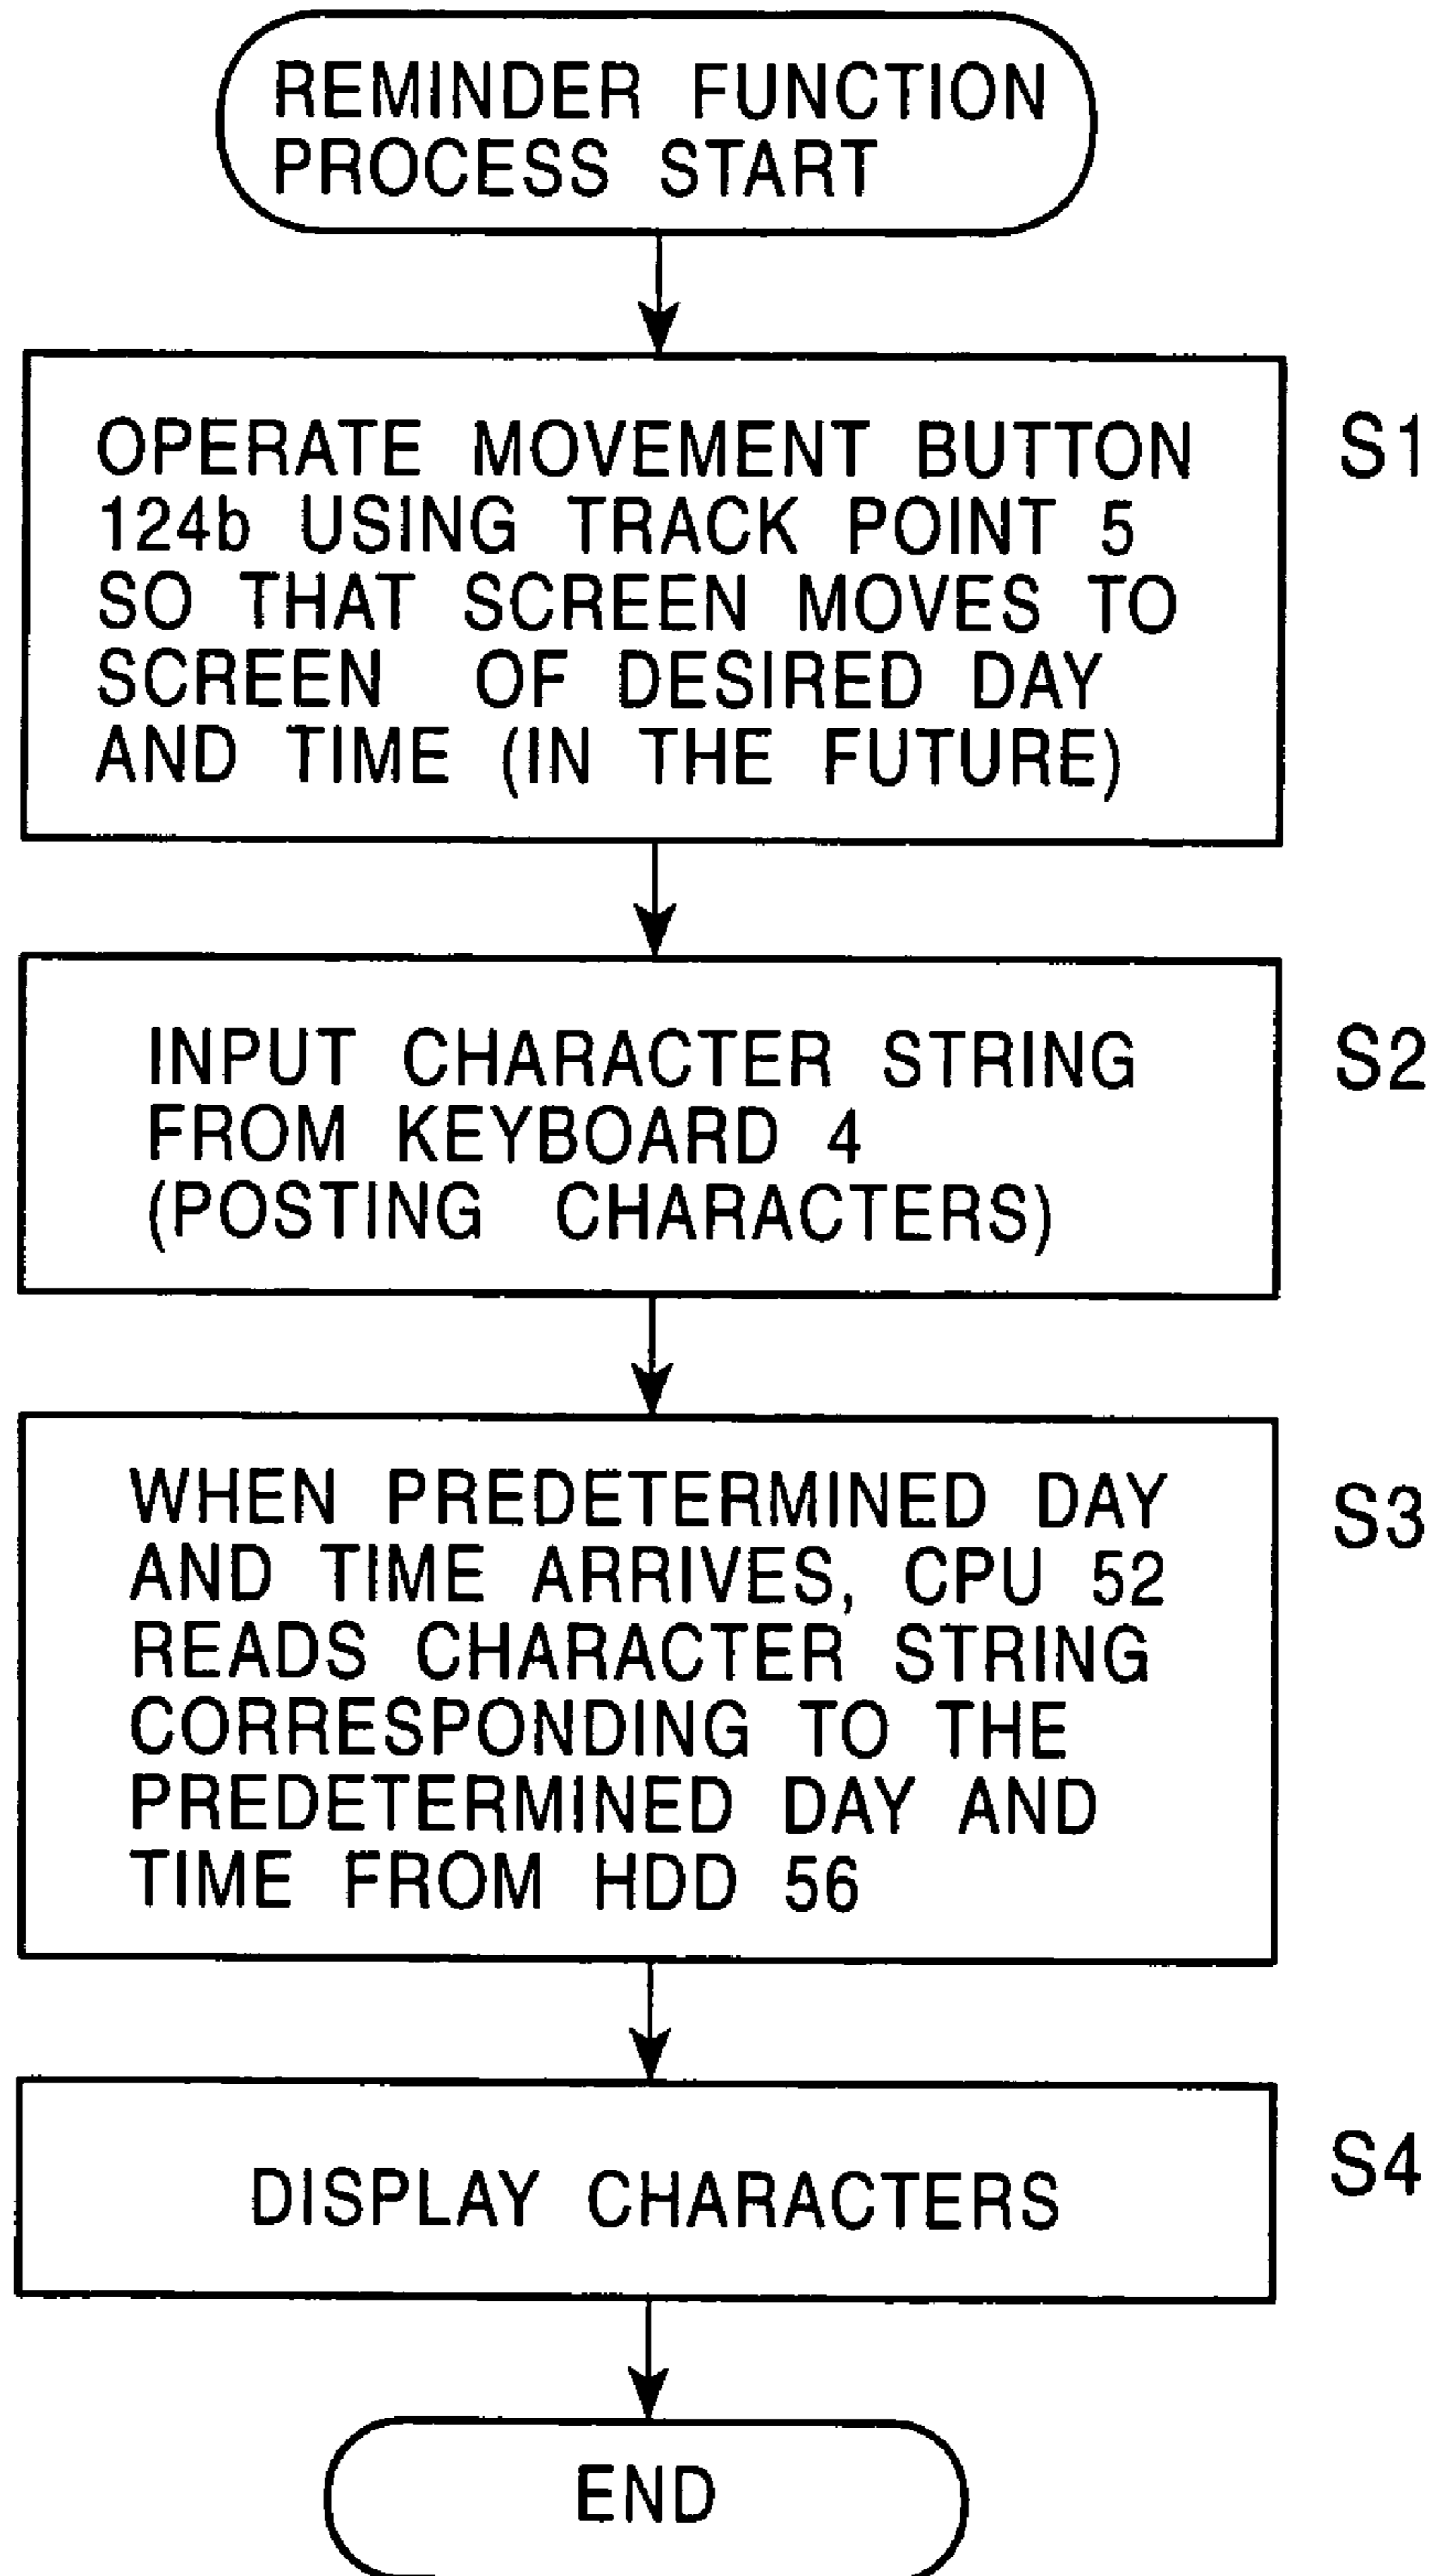 REMINDER FUNCTION
PROCESS START
OPERATE MOVEMENT BUTTON
124b USING TRACK POINT 5
SO THAT SCREEN MOVES TO
SCREEN OF DESIRED DAY
AND TIME (IN THE FUTURE)
S1
INPUT CHARACTER STRING
FROM KEYBOARD 4
(POSTING CHARACTERS)
S2
WHEN PREDETERMINED DAY
AND TIME ARRIVES, CPU 52
READS CHARACTER STRING
CORRESPONDING TO THE
PREDETERMINED DAY AND
TIME FROM HDD 56
S3
DISPLAY CHARACTERS
S4
END